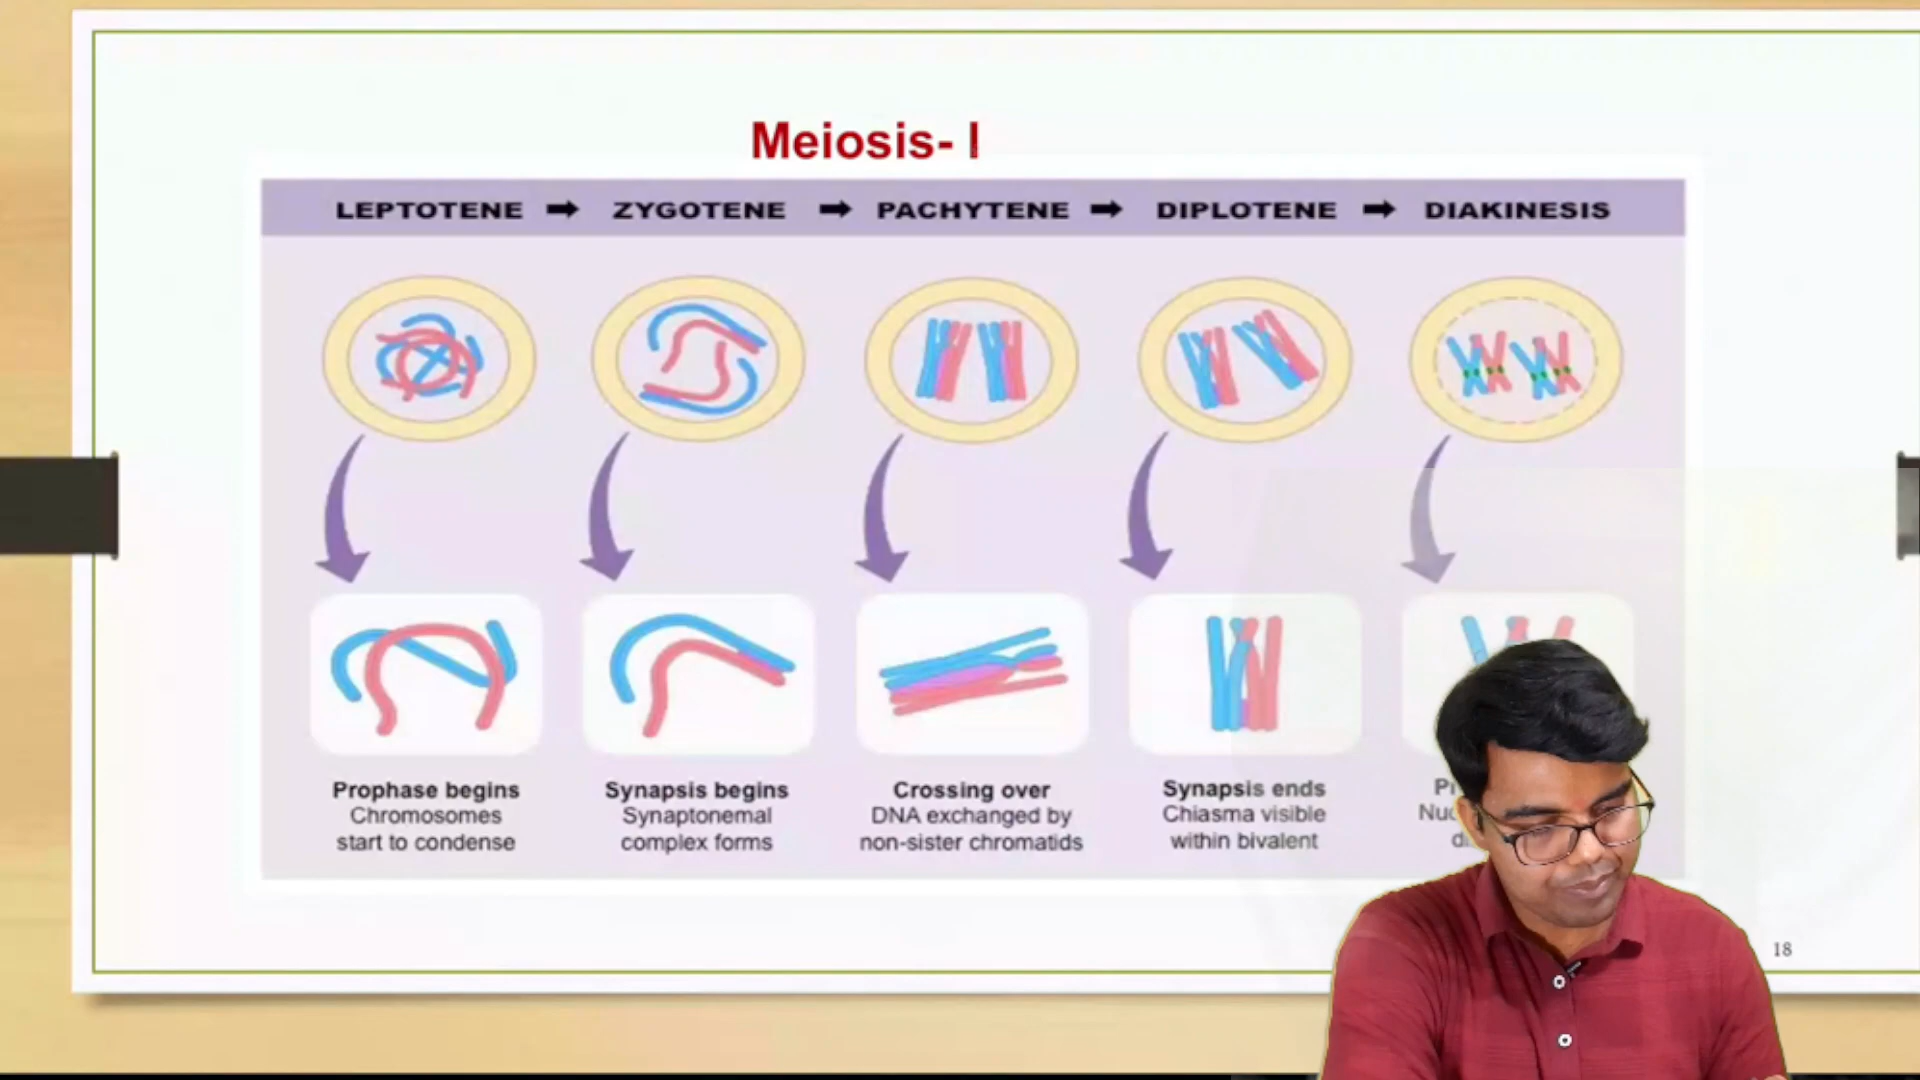 Meiosis- I
LEPTOTENE ➡ ZYGOTENE ➡ PACHYTENE ➡ DIPLOTENE ➡ DIAKINESIS
Prophase begins
Chromosomes
start to condense
Synapsis begins
Synaptonemal
complex forms
Crossing over
DNA exchanged by
non-sister chromatids
Synapsis ends
Chiasma visible
within bivalent
18